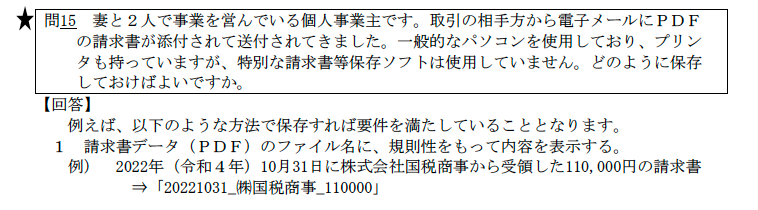 ★ 問15 妻と２人で事業を営んでいる個人事業主です。取引の相手方から電子メールにＰＤＦ
の請求書が添付されて送付されてきました。一般的なパソコンを使用しており、プリン
タも持っていますが、特別な請求書等保存ソフトは使用していません。どのように保存
しておけばよいですか。
【回答】
例えば、以下のような方法で保存すれば要件を満たしていることとなります。
１ 請求書データ（ＰＤＦ）のファイル名に、規則性をもって内容を表示する。
例） 2022年（令和４年）10月31日に株式会社国税商事から受領した110,000円の請求書
⇒「20221031_㈱国税商事_110000」